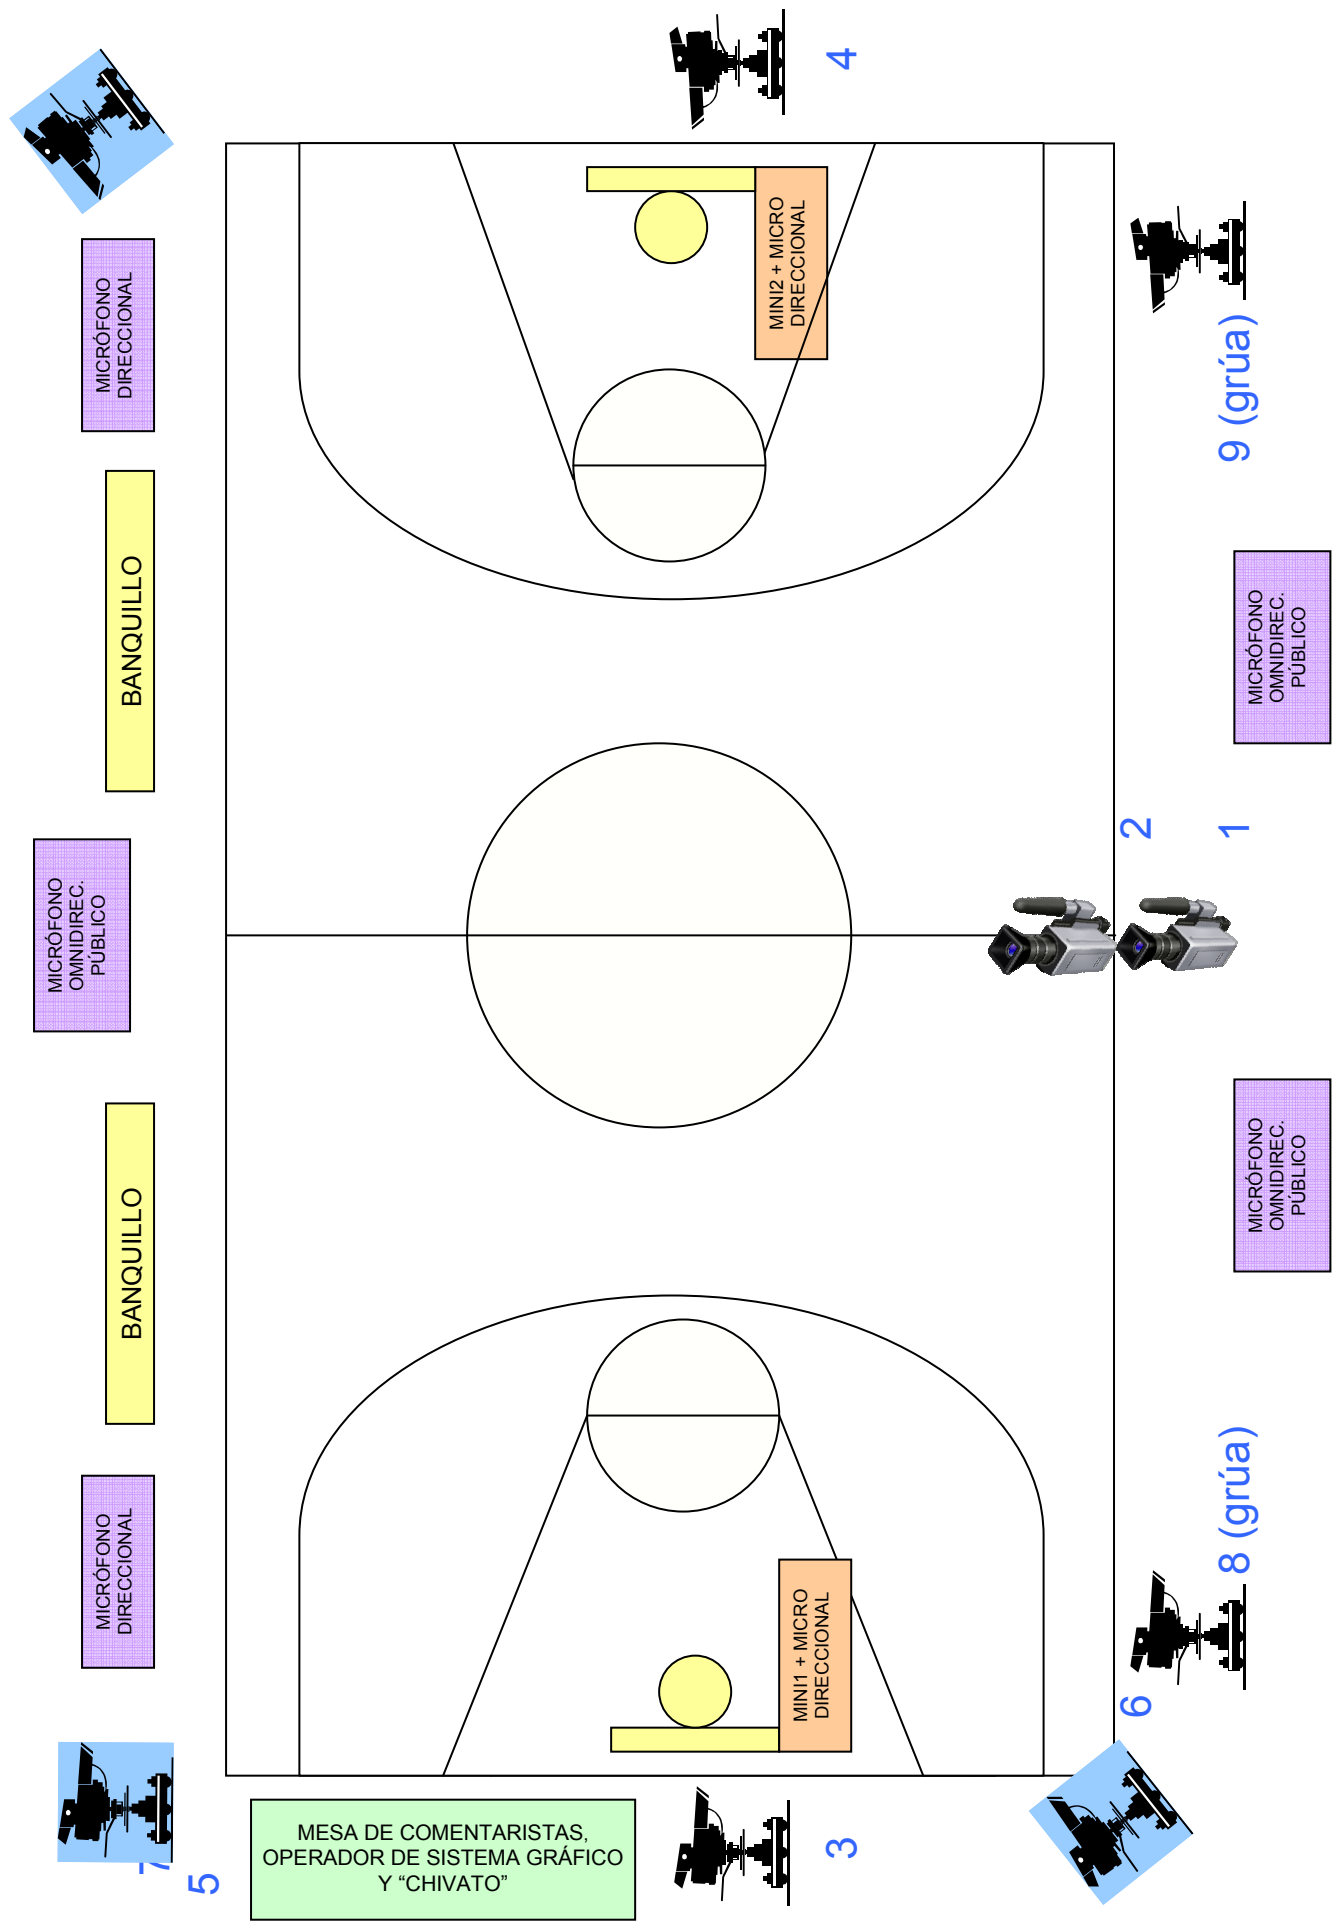 4
MICRÓFONO
DIRECCIONAL
MINI2 + MICRO
DIRECCIONAL
9 (grúa)
BANQUILLO
MICRÓFONO
OMNIDIREC.
PÚBLICO
2
1
MICRÓFONO
OMNIDIREC.
PÚBLICO
BANQUILLO
MICRÓFONO
OMNIDIREC.
PÚBLICO
8 (grúa)
MICRÓFONO
DIRECCIONAL
MINI1 + MICRO
DIRECCIONAL
6
7
5
MESA DE COMENTARISTAS,
OPERADOR DE SISTEMA GRÁFICO
Y “CHIVATO”
3